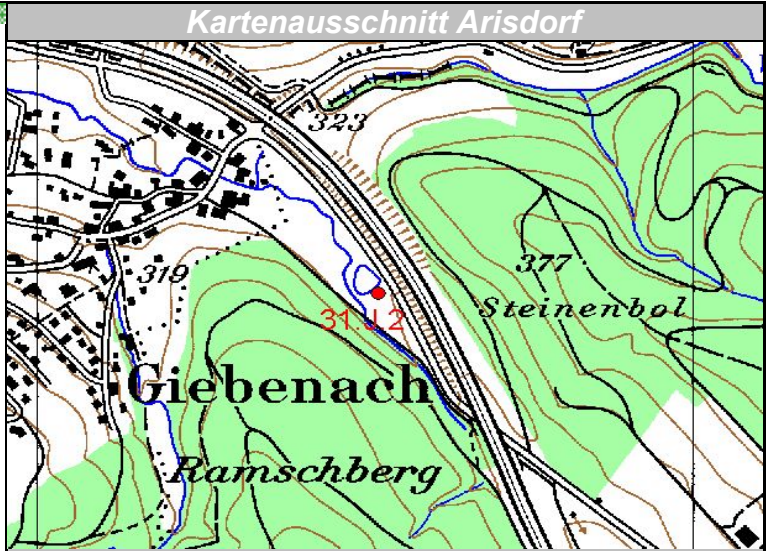 Kartenausschnitt Arisdorf
323
319
377
Steinenbol
31.J.2
Giebenach
Ramschberg